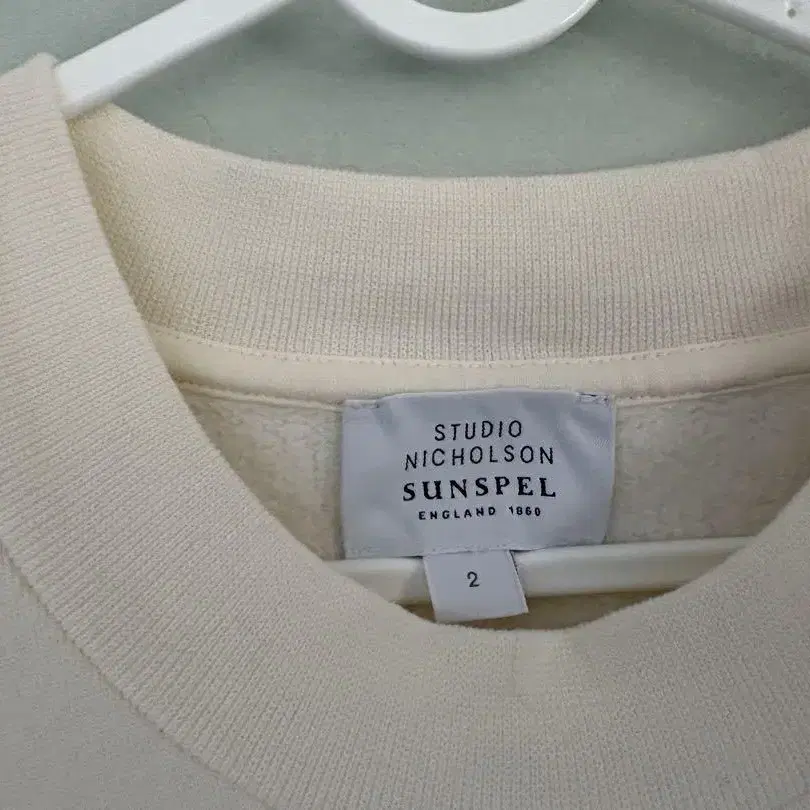 STUDIO
NICHOLSON
SUNSPEL
ENGLAND 1860
2